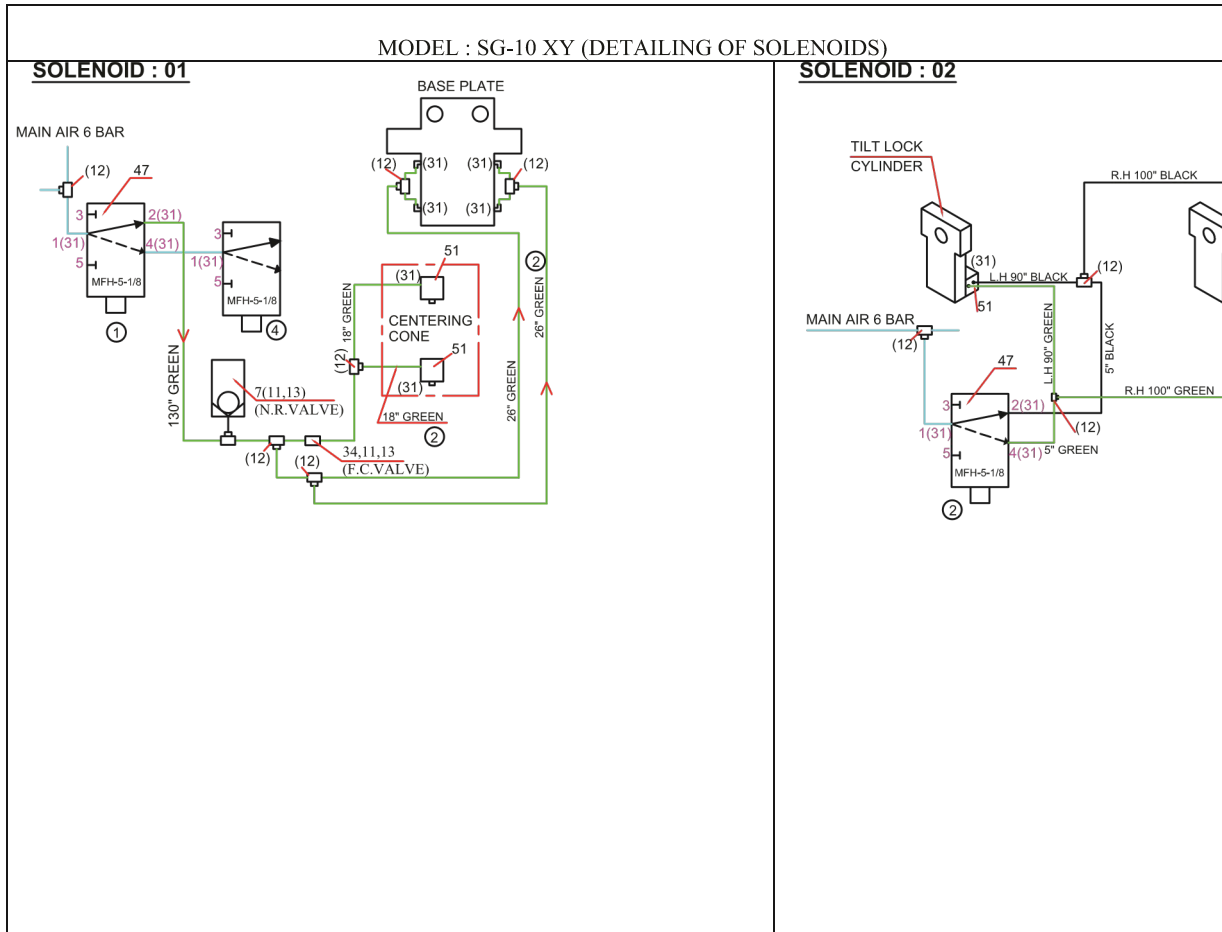 MODEL : SG-10 XY (DETAILING OF SOLENOIDS)
SOLENOID : 01
BASE PLATE
MAIN AIR 6 BAR
(12)
47
3
2(31)
1(31)
4(31)
5
MFH-5-1/8
1
3
1(31)
5
MFH-5-1/8
4
(12)
(31)
(31)
(12)
(31)
(31)
2
51
(31)
CENTERING
CONE
51
(31)
18" GREEN
(12)
18" GREEN
2
26" GREEN
26" GREEN
130" GREEN
7(11,13)
(N.R.VALVE)
(12)
(12)
34,11,13
(F.C.VALVE)
SOLENOID : 02
TILT LOCK
CYLINDER
R.H 100" BLACK
(31)
L.H 90" BLACK
(12)
51
MAIN AIR 6 BAR
(12)
L.H 90" GREEN
5" BLACK
47
3
2(31)
R.H 100" GREEN
1(31)
(12)
5
4(31)
5" GREEN
MFH-5-1/8
2